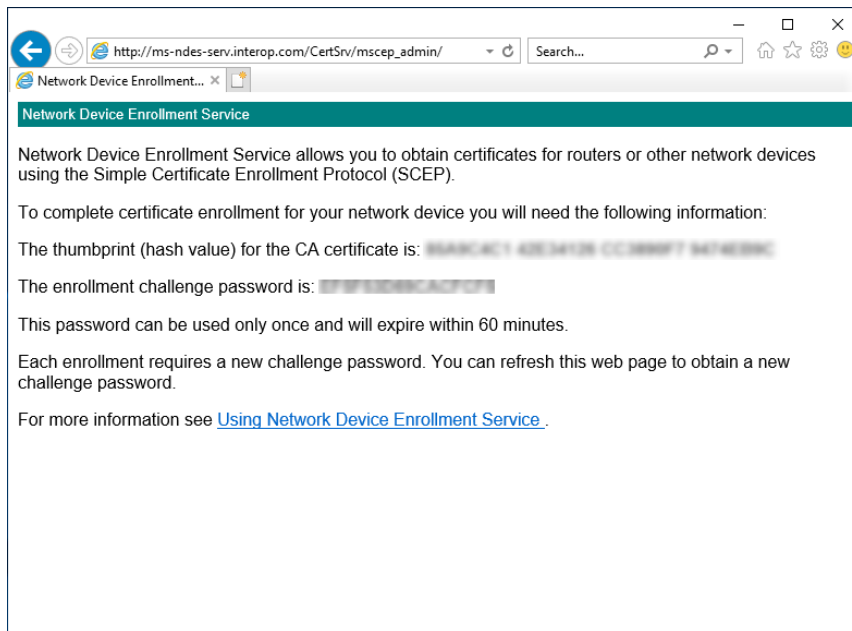 http://ms-ndes-serv.interop.com/CertSrv/mscep_admin/
Search...
Network Device Enrollment...
Network Device Enrollment Service
Network Device Enrollment Service allows you to obtain certificates for routers or other network devices
using the Simple Certificate Enrollment Protocol (SCEP).
To complete certificate enrollment for your network device you will need the following information:
The thumbprint (hash value) for the CA certificate is:
The enrollment challenge password is:
This password can be used only once and will expire within 60 minutes.
Each enrollment requires a new challenge password. You can refresh this web page to obtain a new
challenge password.
For more information see Using Network Device Enrollment Service .